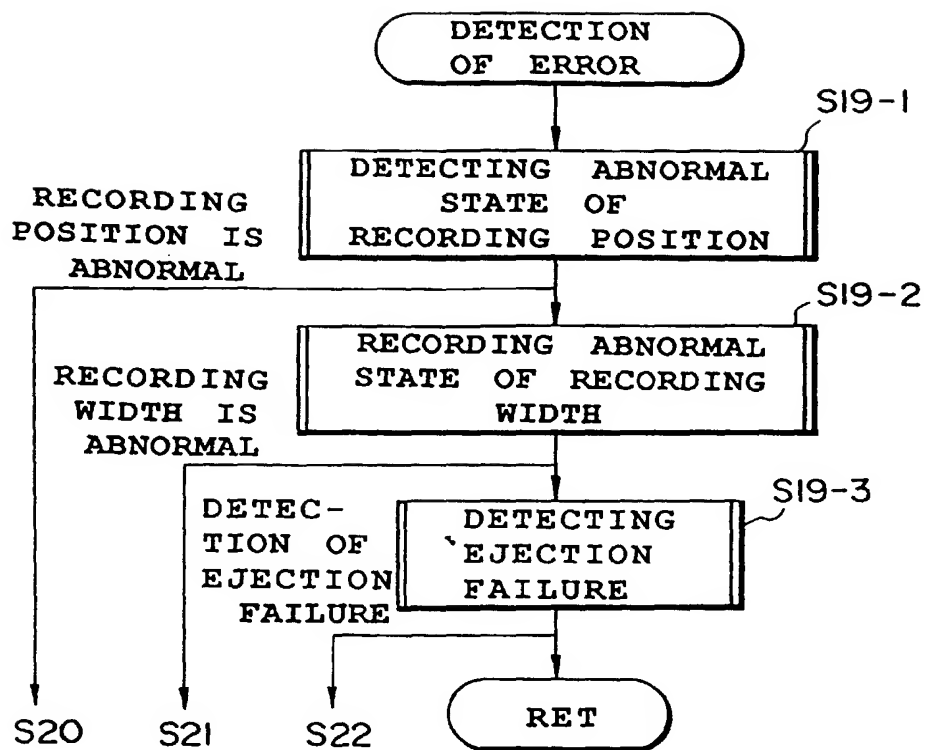 DETECTION
OF ERROR
S19-1
DETECTING ABNORMAL
STATE OF
RECORDING POSITION
RECORDING
POSITION IS
ABNORMAL
S19-2
RECORDING ABNORMAL
STATE OF RECORDING
WIDTH
RECORDING
WIDTH IS
ABNORMAL
S19-3
DETECTING
EJECTION
FAILURE
DETEC-
TION OF
EJECTION
FAILURE
RET
S20
S21
S22